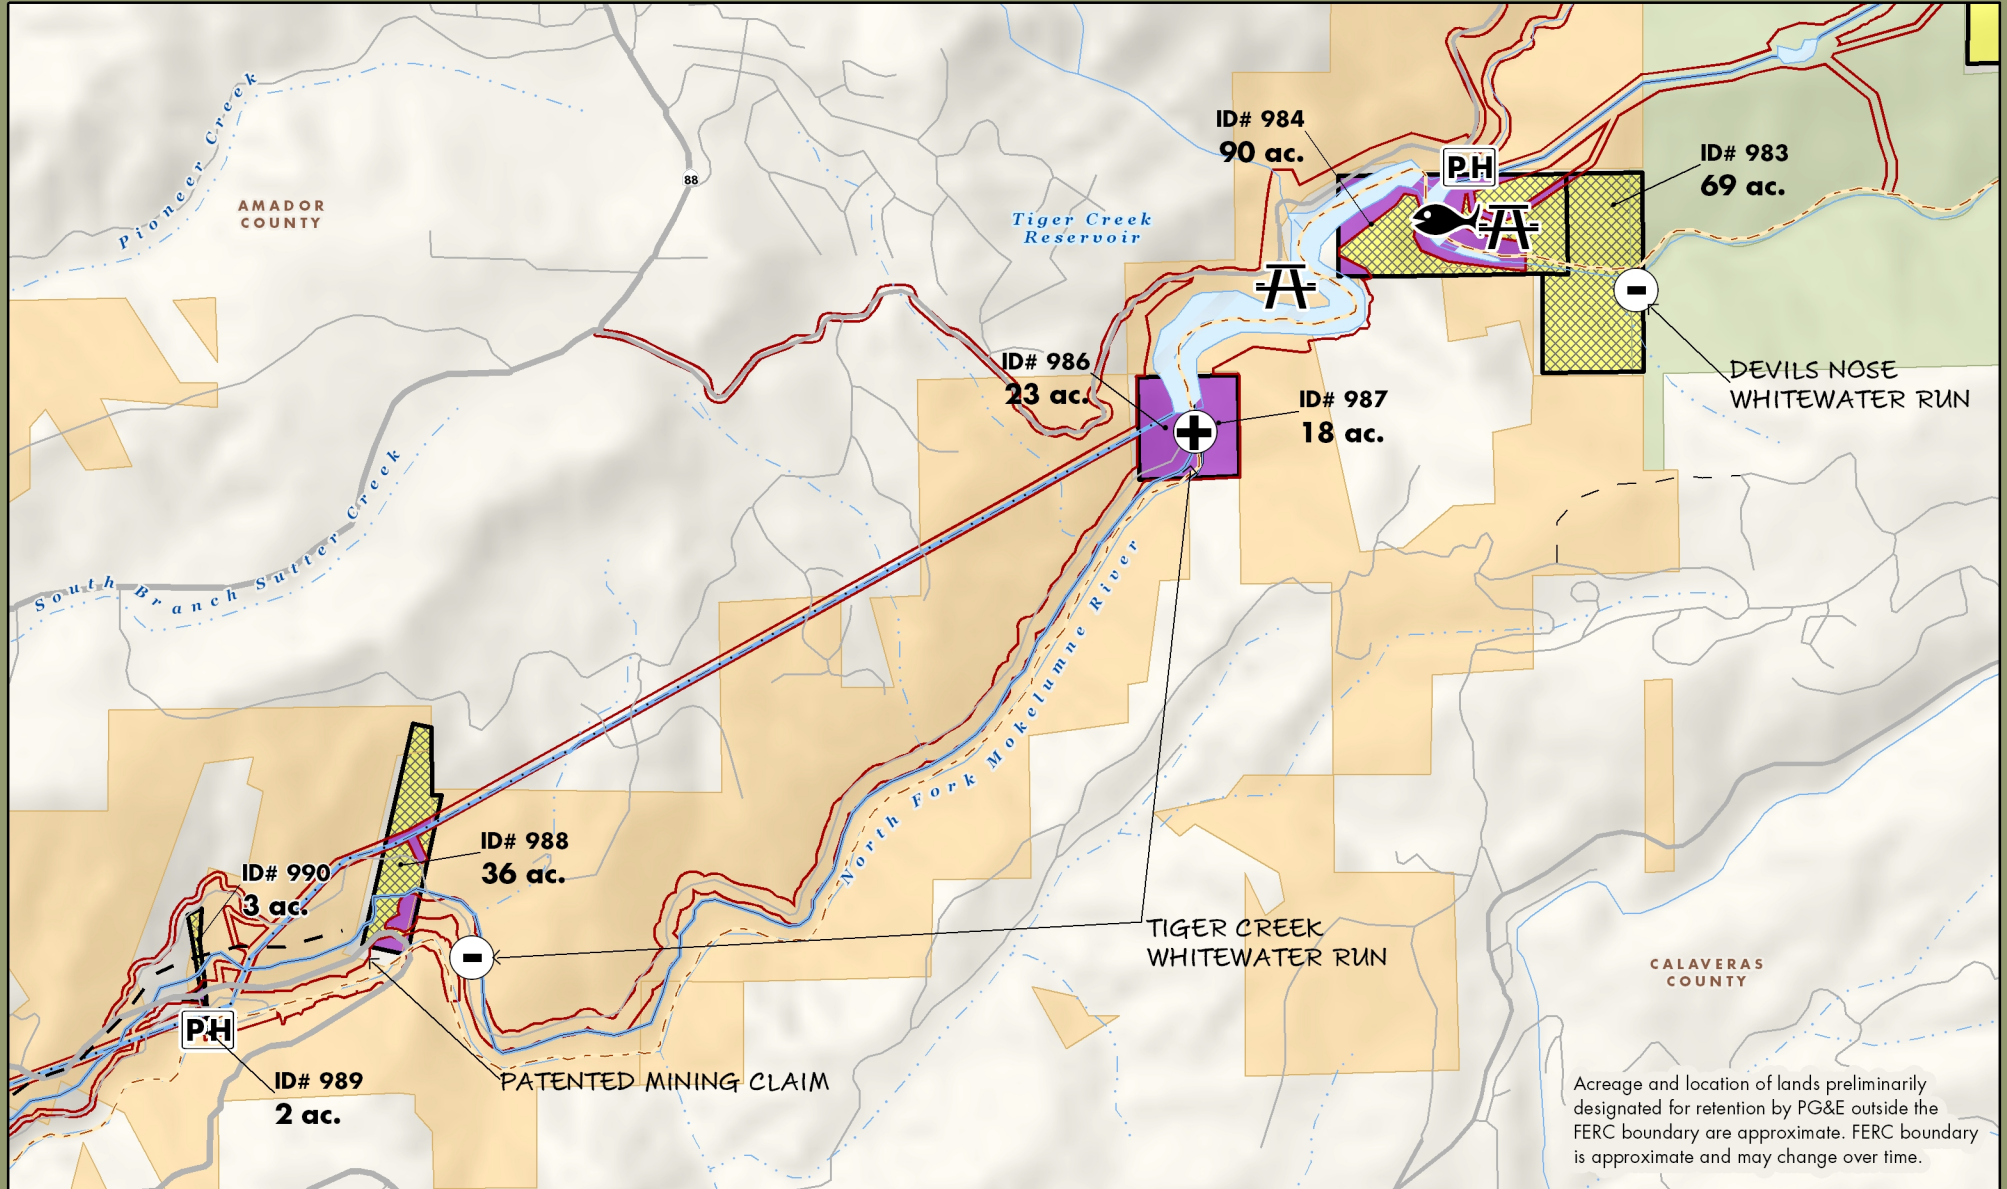 Pioneer Creek
AMADOR
COUNTY
88
Tiger Creek
Reservoir
ID# 984
90 ac.
PH
ID# 983
69 ac.
-
DEVILS NOSE
WHITEWATER RUN
ID# 986
23 ac.
ID# 987
18 ac.
+
South Branch Sutter Creek
North Fork Mokelumne River
ID# 988
36 ac.
ID# 990
3 ac.
-
TIGER CREEK
WHITEWATER RUN
CALAVERAS
COUNTY
PH
ID# 989
2 ac.
PATENTED MINING CLAIM
Acreage and location of lands preliminarily
designated for retention by PG&E outside the
FERC boundary are approximate. FERC boundary
is approximate and may change over time.